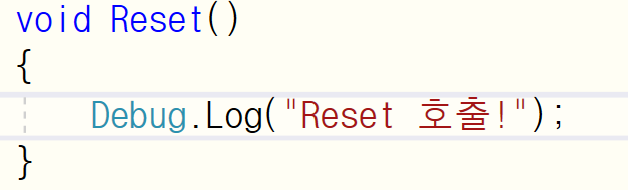 void Reset()
{
    Debug.Log("Reset 호출!");
}